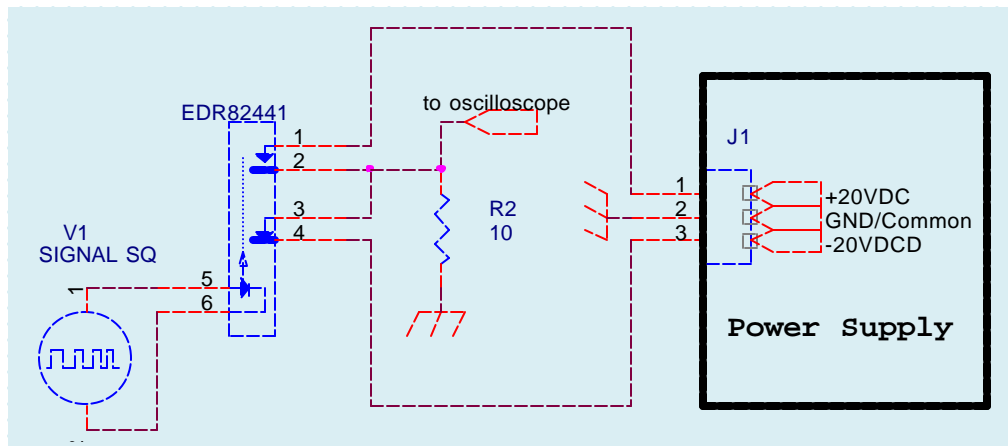 to oscilloscope
EDR82441
1
2
3
4
5
6
V1
SIGNAL SQ
1
R2
10
J1
1
2
3
+20VDC
GND/Common
-20VDCD
Power Supply